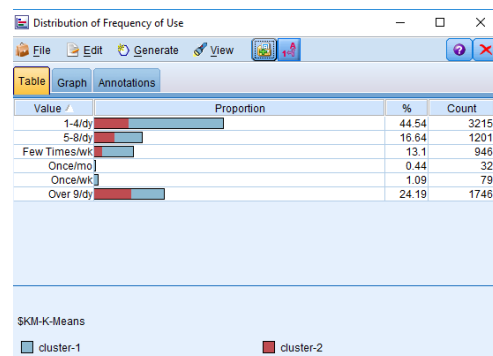 Distribution of Frequency of Use
File Edit Generate View
Table Graph Annotations
Value Proportion % Count
1-4/dy 44.54 3215
5-8/dy 16.64 1201
Few Times/wk 13.1 946
Once/mo 0.44 32
Once/wk 1.09 79
Over 9/dy 24.19 1746
$KM-K-Means
cluster-1 cluster-2